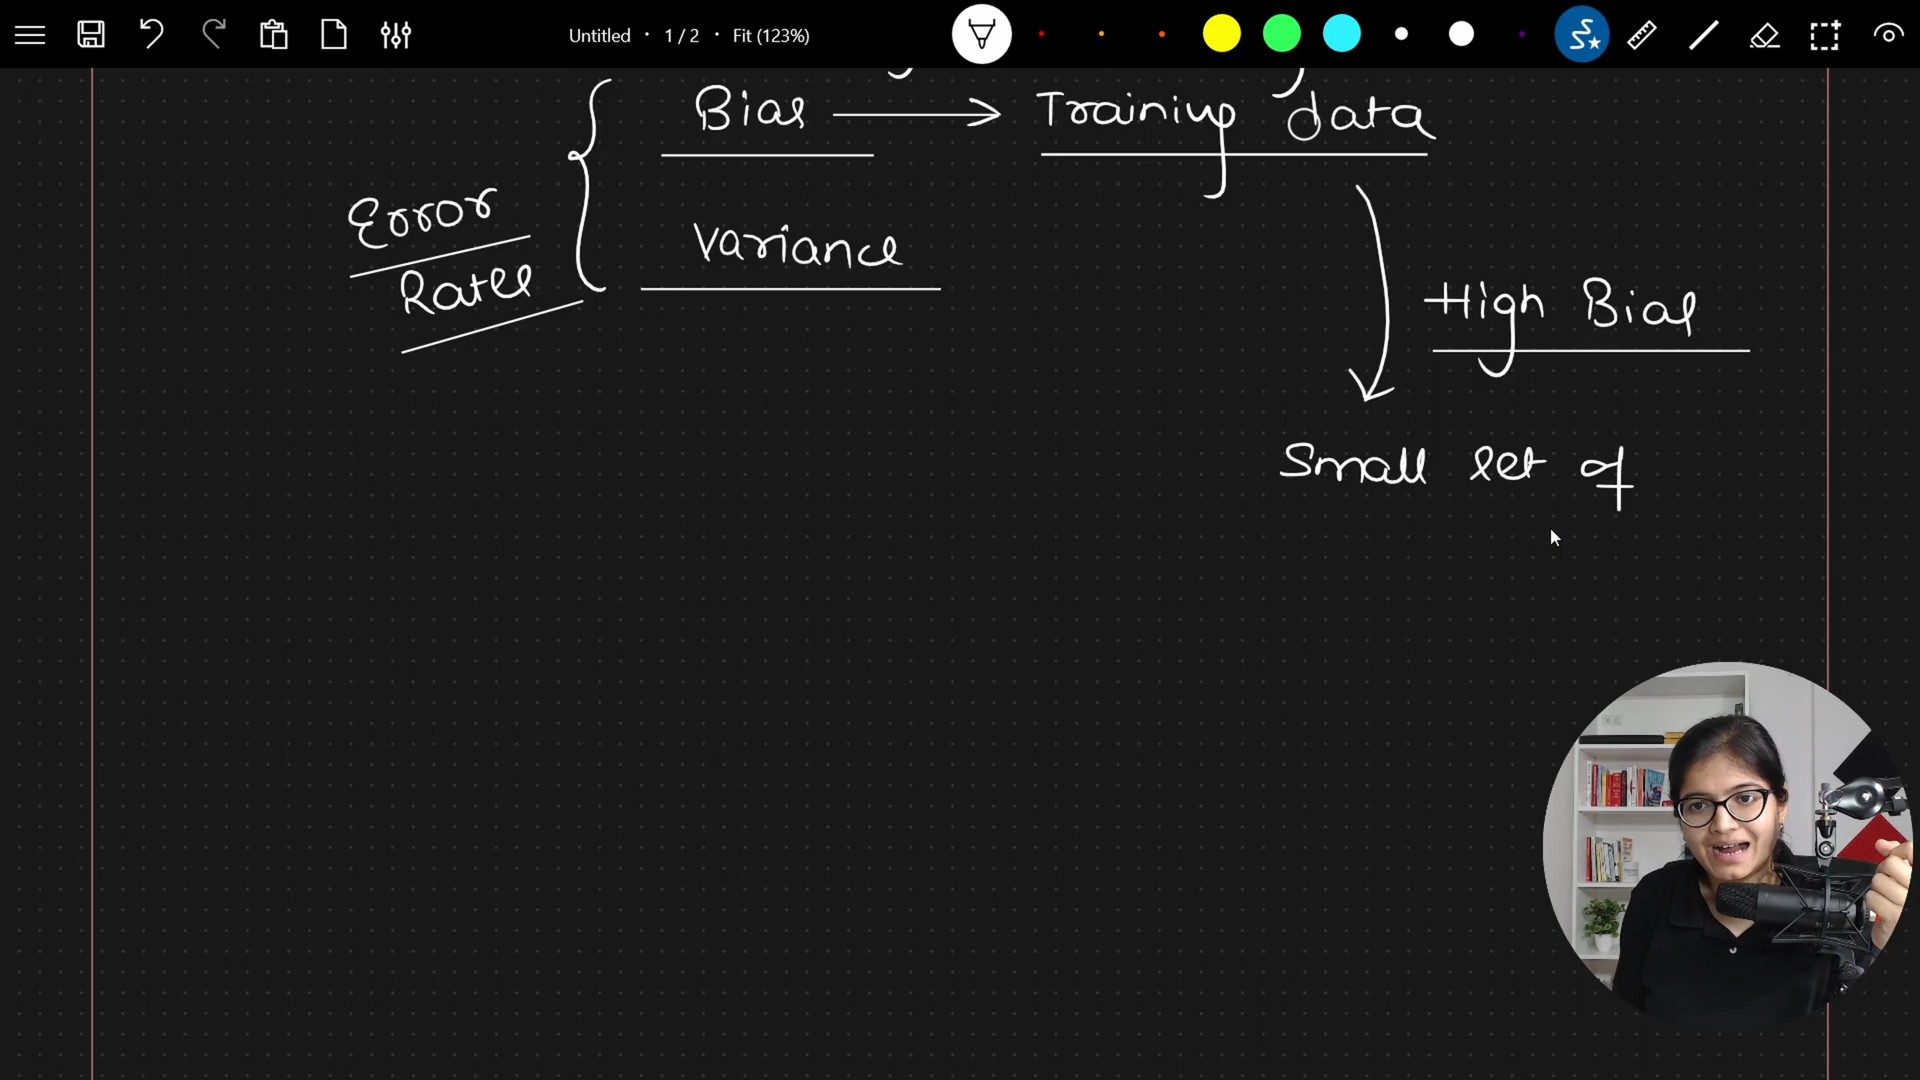 Untitled • 1 / 2 • Fit (123%)
Bias → Training data
Error
Rates
Variance
High Bias
Small set of